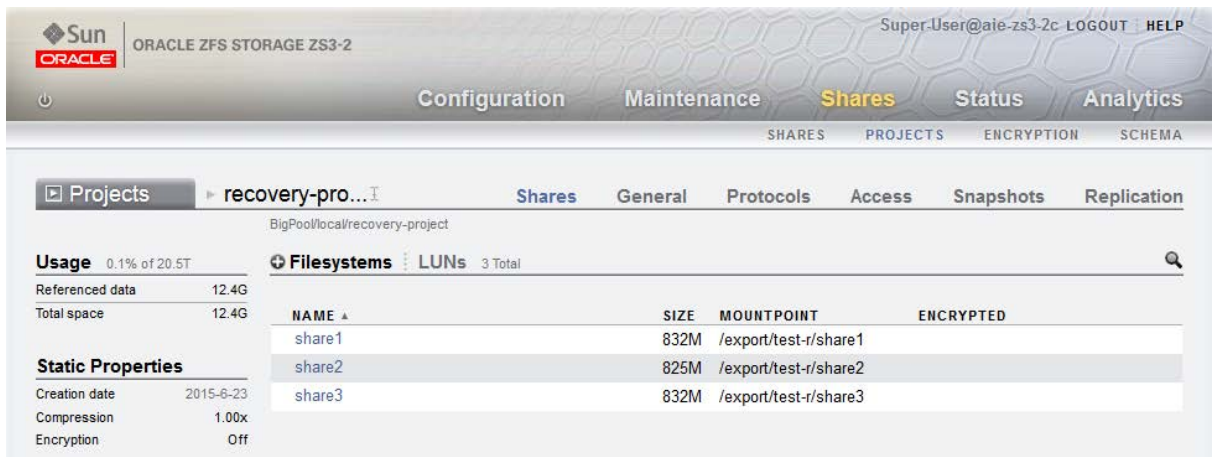 Sun
ORACLE
ORACLE ZFS STORAGE ZS3-2
Super-User@aie-zs3-2c LOGOUT HELP
Configuration Maintenance Shares Status Analytics
SHARES PROJECTS ENCRYPTION SCHEMA
Projects recovery-pro... Shares General Protocols Access Snapshots Replication
BigPool/local/recovery-project
Usage 0.1% of 20.5T
Filesystems LUNs 3 Total
Referenced data 12.4G
Total space 12.4G
NAME SIZE MOUNTPOINT ENCRYPTED
share1 832M /export/test-r/share1
share2 825M /export/test-r/share2
share3 832M /export/test-r/share3
Static Properties
Creation date 2015-6-23
Compression 1.00x
Encryption Off